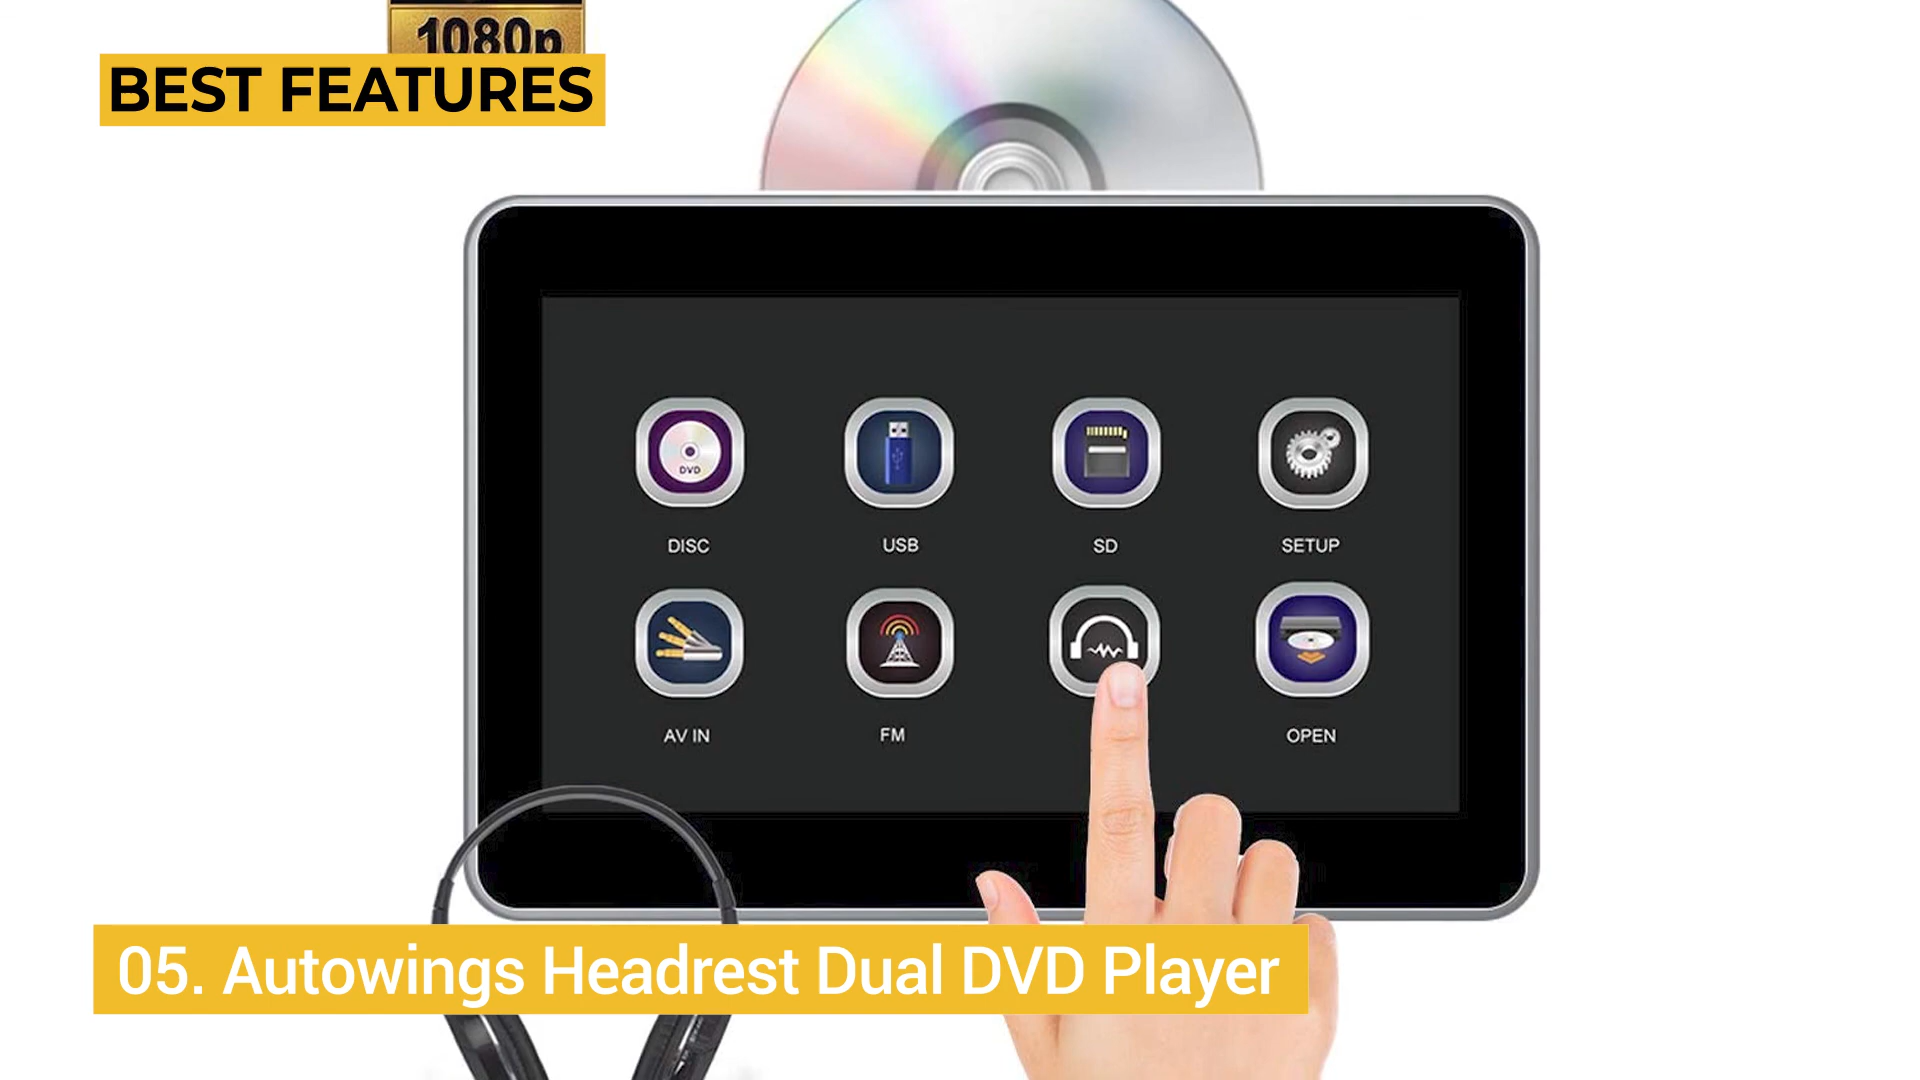 1080p
BEST FEATURES
DVD
DISC
USB
SD
SETUP
AV IN
FM
OPEN
05. Autowings Headrest Dual DVD Player